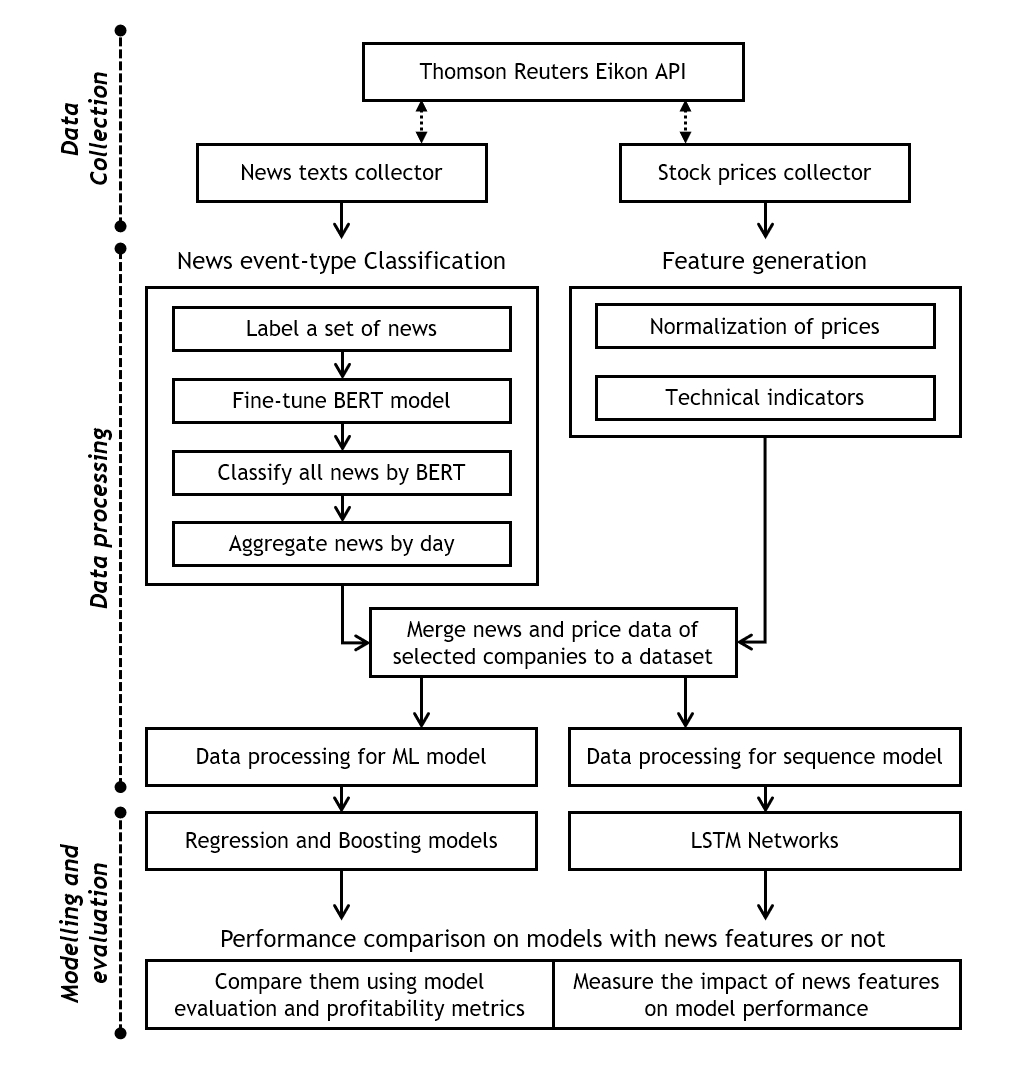 Data
Collection
Thomson Reuters Eikon API
News texts collector
Stock prices collector
Data processing
News event-type Classification
Feature generation
Label a set of news
Fine-tune BERT model
Classify all news by BERT
Aggregate news by day
Normalization of prices
Technical indicators
Merge news and price data of
selected companies to a dataset
Data processing for ML model
Data processing for sequence model
Modelling and
evaluation
Regression and Boosting models
LSTM Networks
Performance comparison on models with news features or not
Compare them using model
evaluation and profitability metrics
Measure the impact of news features
on model performance